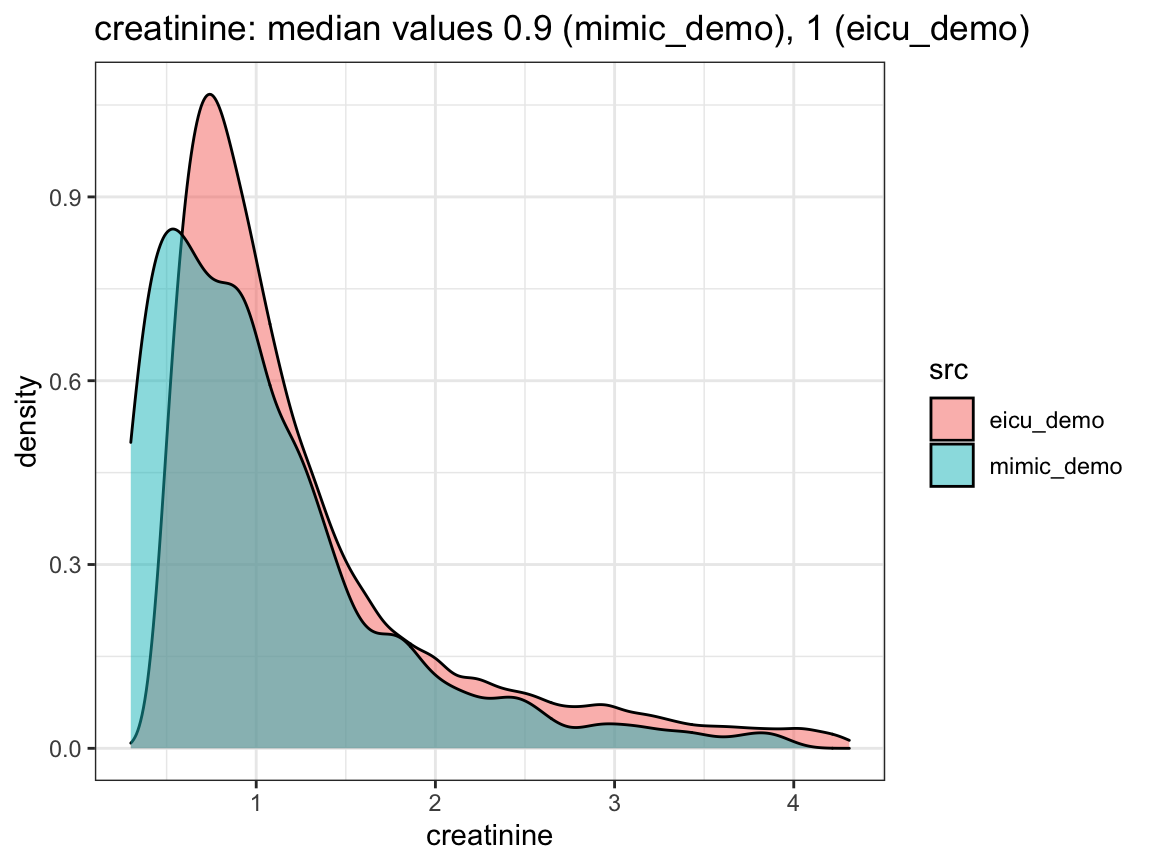 creatinine: median values 0.9 (mimic_demo), 1 (eicu_demo)
density
0.9
0.6
0.3
0.0
1 2 3 4
creatinine
src
eicu_demo
mimic_demo